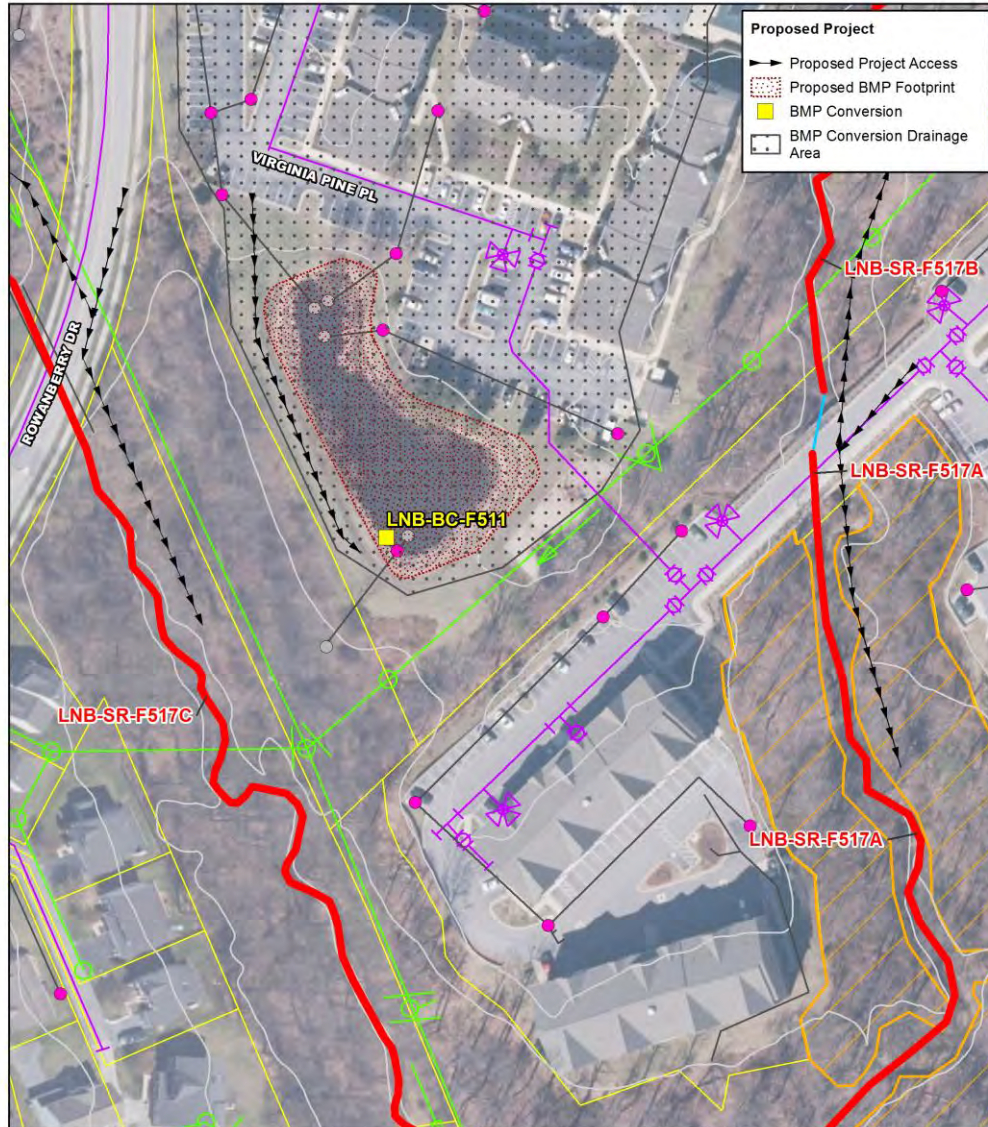 Proposed Project
Proposed Project Access
Proposed BMP Footprint
BMP Conversion
BMP Conversion Drainage
Area
VIRGINIA PINE PL
LNB-SR-F517B
ROWANBERRY DR
LNB-SR-F517A
LNB-BC-F511
LNB-SR-F517C
LNB-SR-F517A